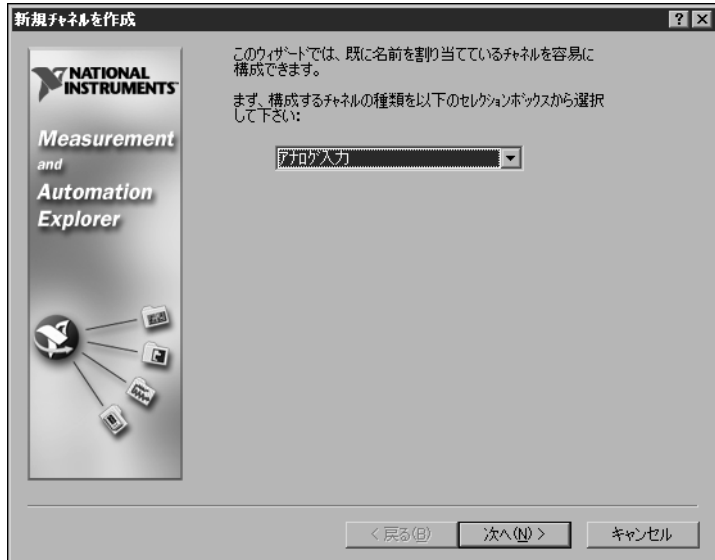 新規ﾁｬﾈﾙを作成
NATIONAL
INSTRUMENTS™
Measurement
and
Automation
Explorer
このｳｨｻﾞｰﾄﾞでは、既に名前を割り当てているﾁｬﾈﾙを容易に
構成できます。
まず、構成するﾁｬﾈﾙの種類を以下のｾﾚｸｼｮﾝﾎﾞｯｸｽから選択
して下さい:
ｱﾅﾛｸﾞ入力
< 戻る(B)
次へ(N) >
キャンセル